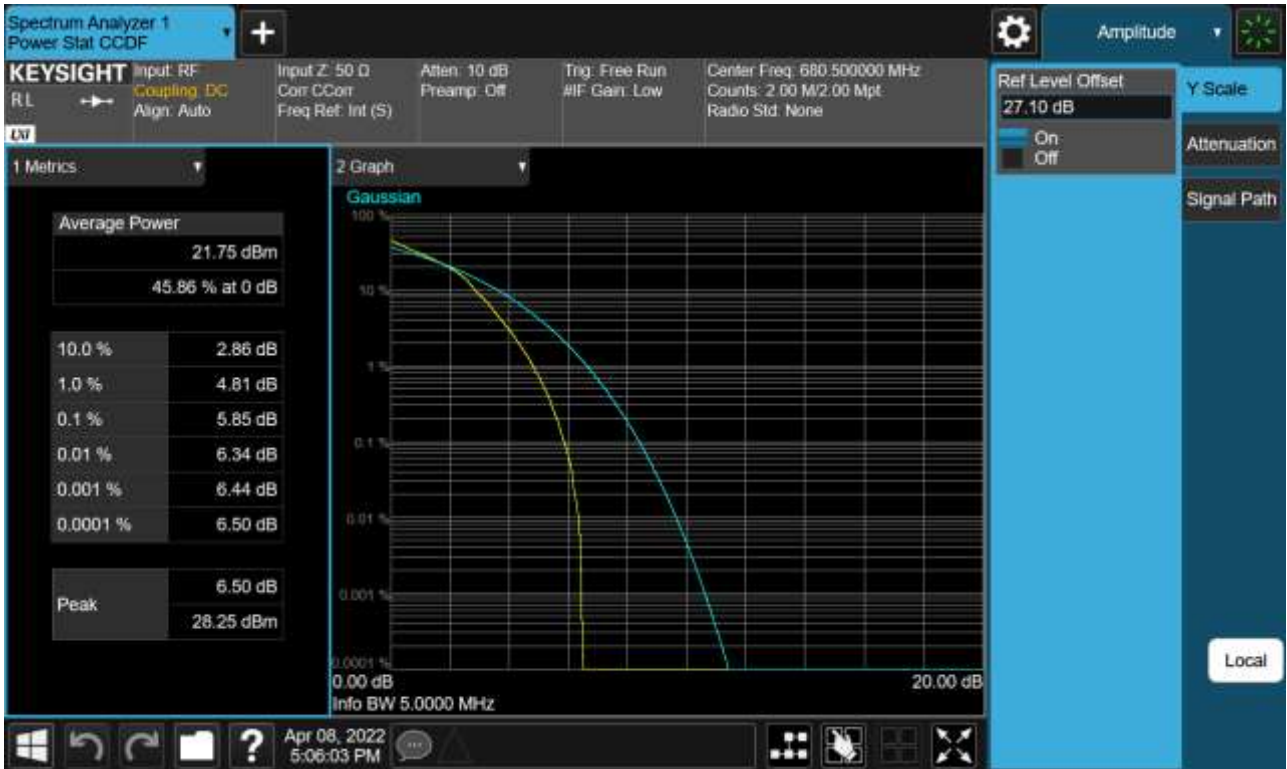 Spectrum Analyzer 1
Power Stat CCDF
+
Amplitude
KEYSIGHT
RL
LXI
Input: RF
Coupling: DC
Align: Auto
Input Z: 50 Ω
Corr CCorr
Freq Ref: Int (S)
Atten: 10 dB
Preamp: Off
Trig: Free Run
#IF Gain: Low
Center Freq: 680.500000 MHz
Counts: 2.00 M/2.00 Mpt
Radio Std: None
Ref Level Offset
27.10 dB
On
Off
Y Scale
Attenuation
Signal Path
Local
1 Metrics
Average Power
21.75 dBm
45.86 % at 0 dB
10.0 % 2.86 dB
1.0 % 4.81 dB
0.1 % 5.85 dB
0.01 % 6.34 dB
0.001 % 6.44 dB
0.0001 % 6.50 dB
Peak
6.50 dB
28.25 dBm
2 Graph
Gaussian
100 %
10 %
1 %
0.1 %
0.01 %
0.001 %
0.0001 %
0.00 dB 20.00 dB
Info BW 5.0000 MHz
?
Apr 08, 2022
5:06:03 PM